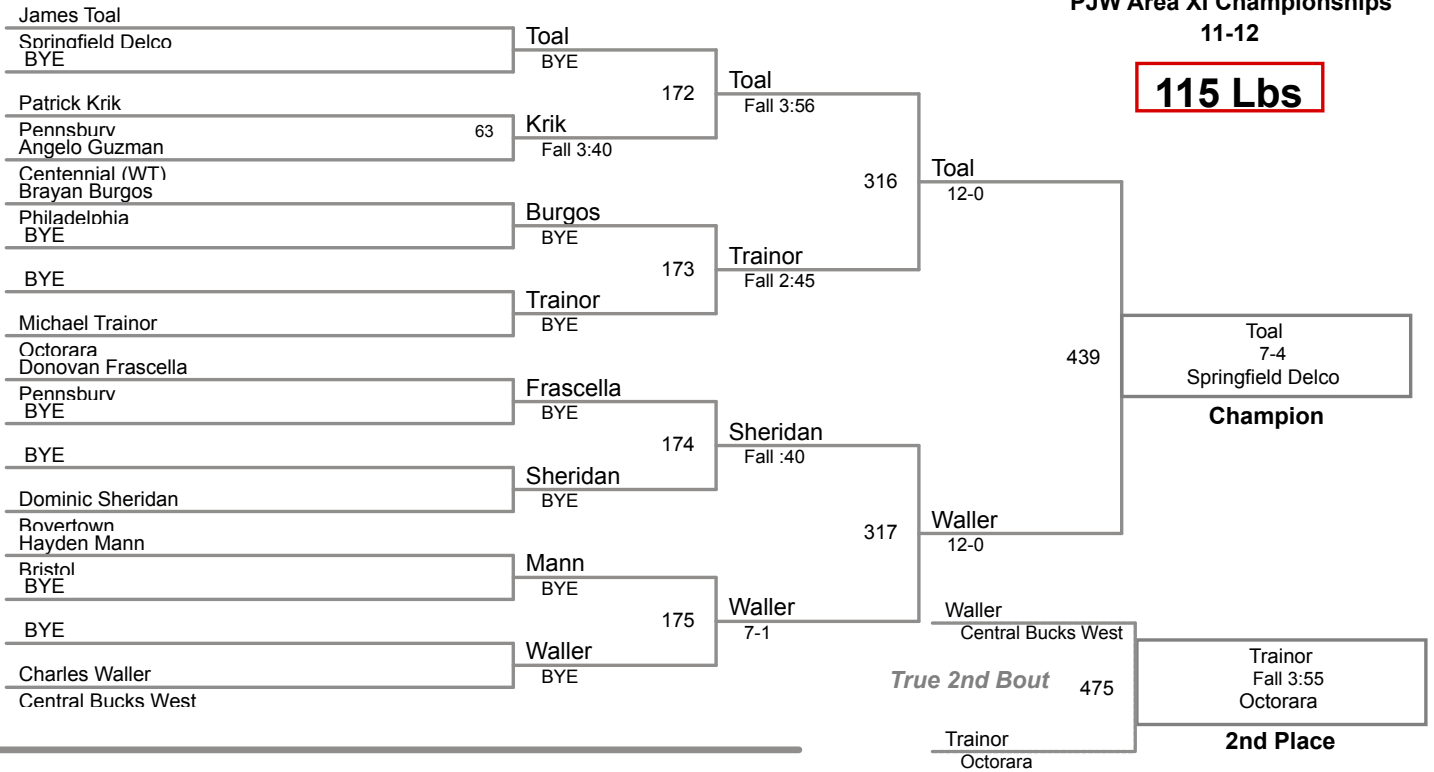 PJW Area XI Championships
11-12
115 Lbs
James Toal
Springfield Delco
BYE
Patrick Krik
Pennsbury
Angelo Guzman
Centennial (WT)
Brayan Burgos
Philadelphia
BYE
BYE
Michael Trainor
Octorara
Donovan Frascella
Pennsbury
BYE
BYE
Dominic Sheridan
Boyertown
Hayden Mann
Bristol
BYE
BYE
Charles Waller
Central Bucks West
63
Toal
BYE
Krik
Fall 3:40
Burgos
BYE
Trainor
BYE
Frascella
BYE
Sheridan
BYE
Mann
BYE
Waller
BYE
172
173
174
175
Toal
Fall 3:56
Trainor
Fall 2:45
Sheridan
Fall :40
Waller
7-1
316
317
Toal
12-0
Waller
12-0
439
Toal
7-4
Springfield Delco
Champion
Waller
Central Bucks West
True 2nd Bout
475
Trainor
Octorara
Trainor
Fall 3:55
Octorara
2nd Place